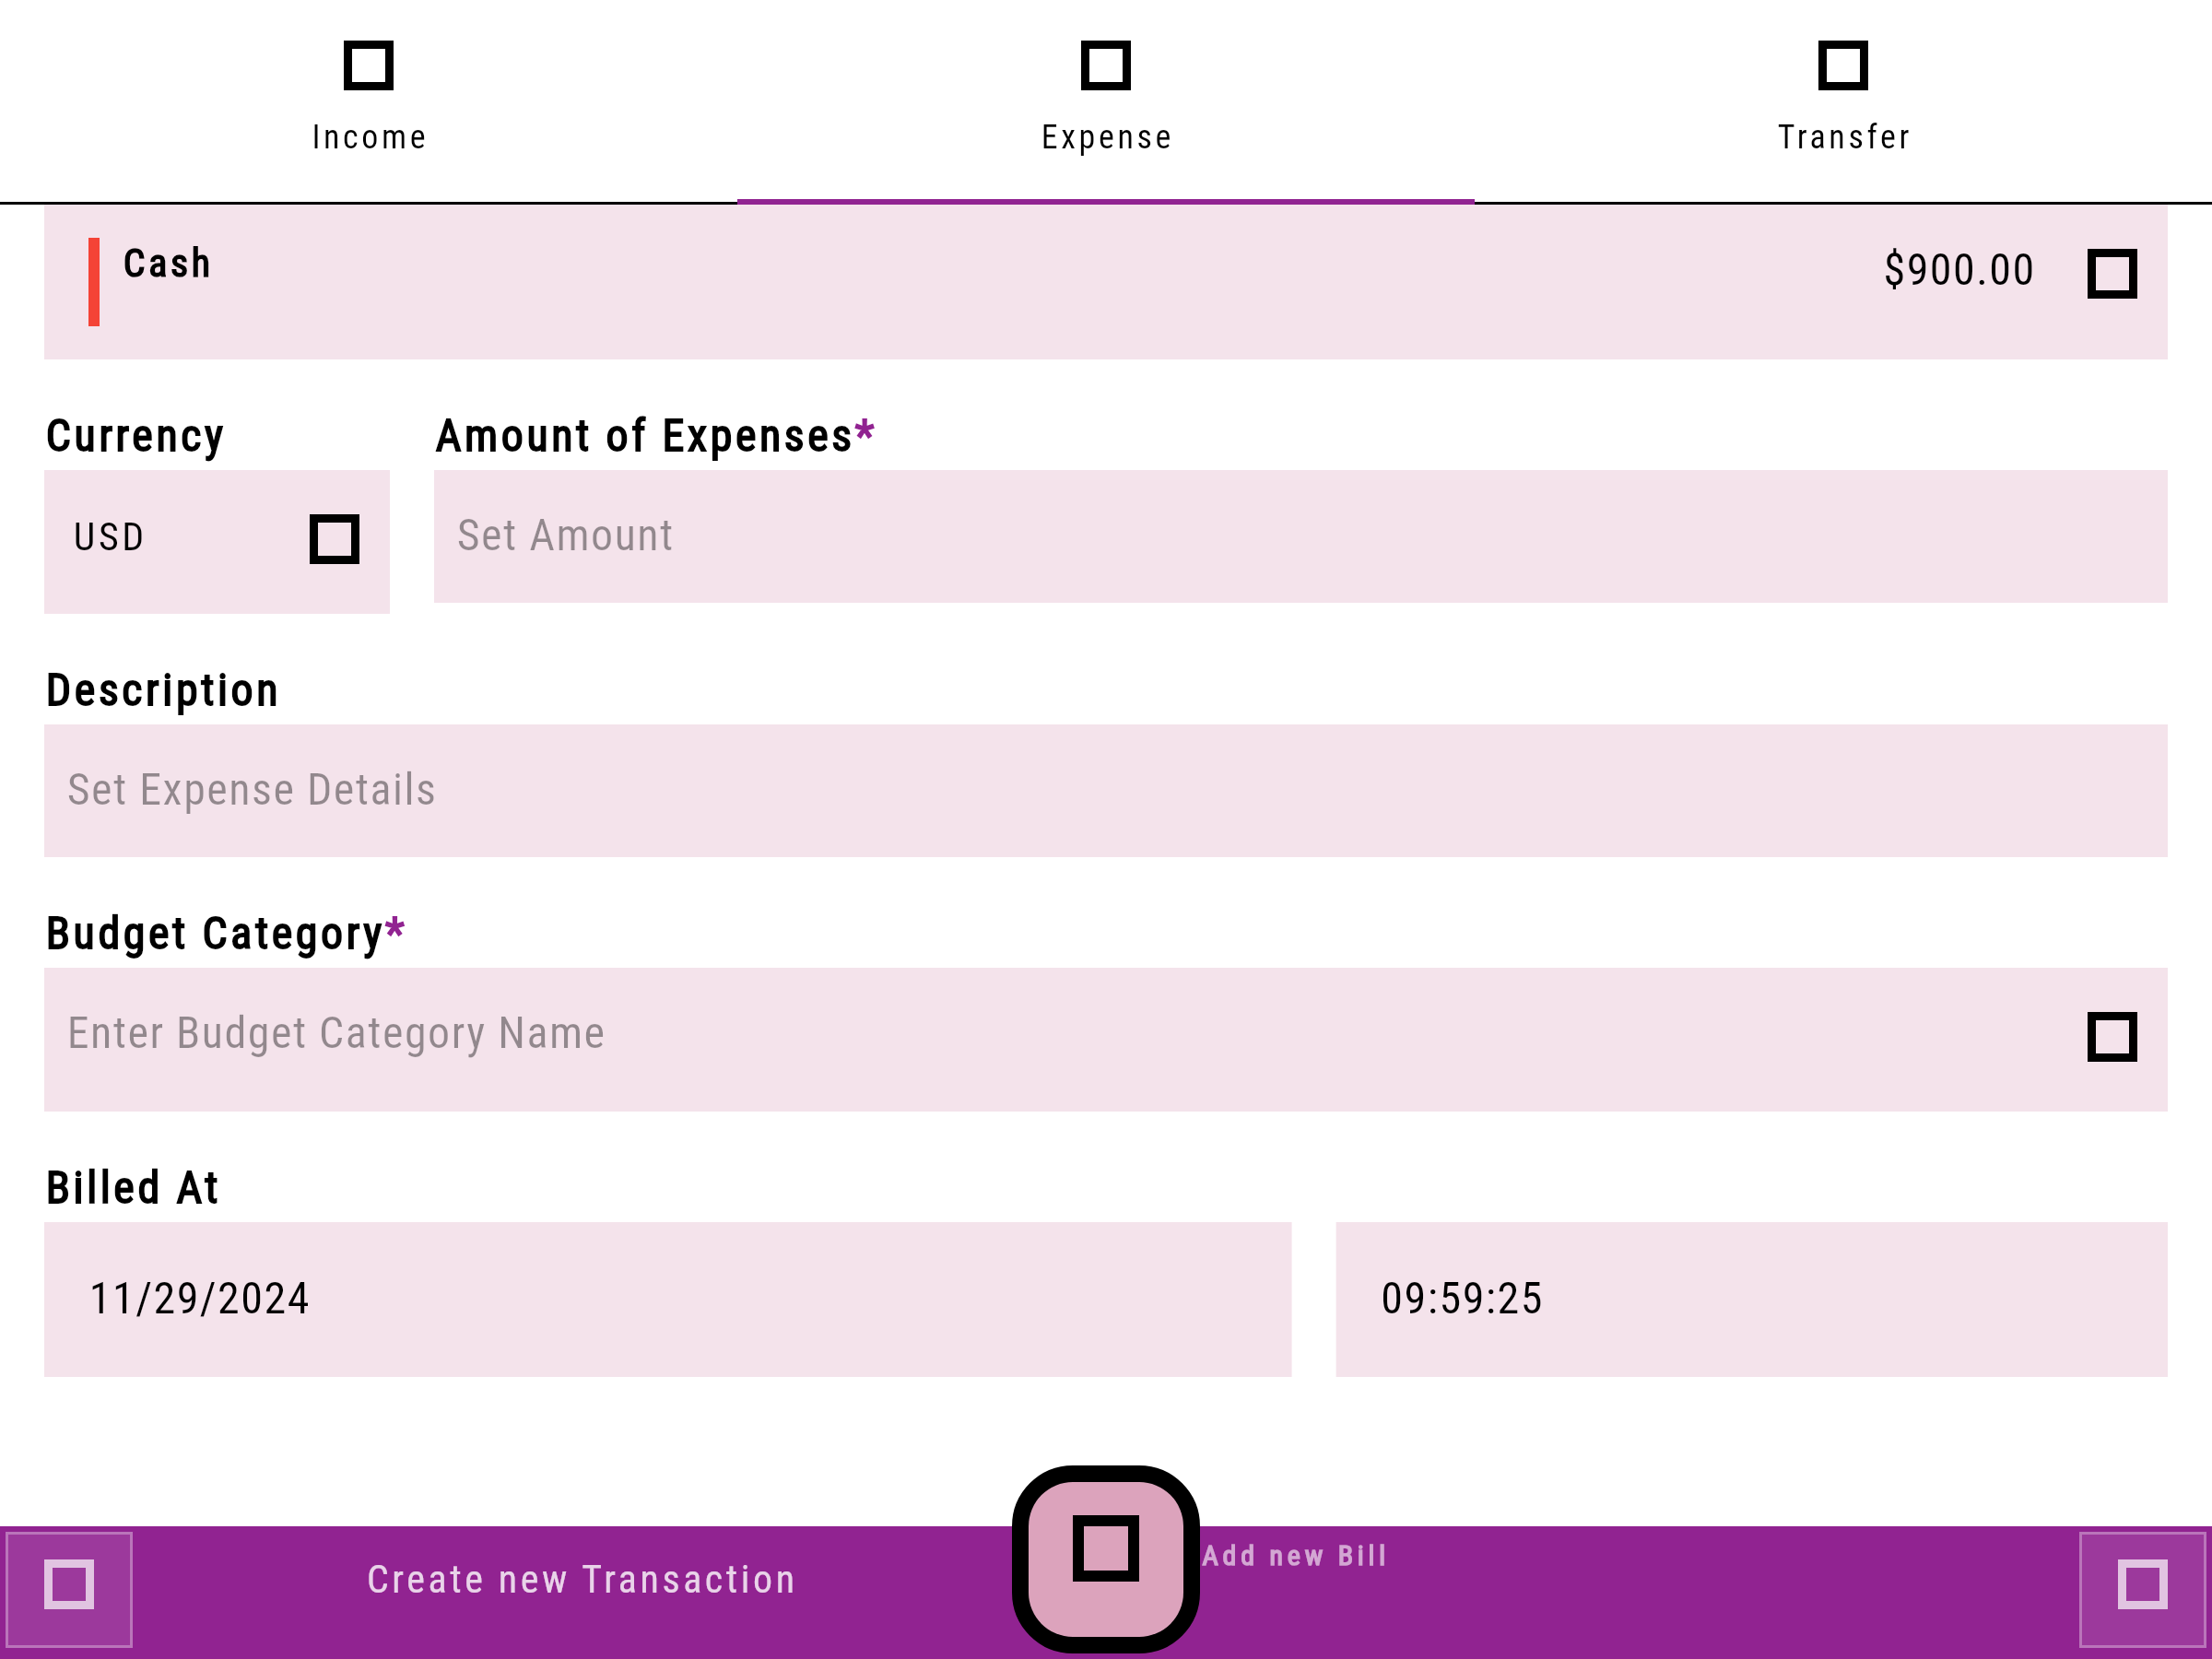 Income
Expense
Transfer
Cash
$900.00
Currency
Amount of Expenses*
USD
Set Amount
Description
Set Expense Details
Budget Category*
Enter Budget Category Name
Billed At
11/29/2024
09:59:25
Create new Transaction
Add new Bill